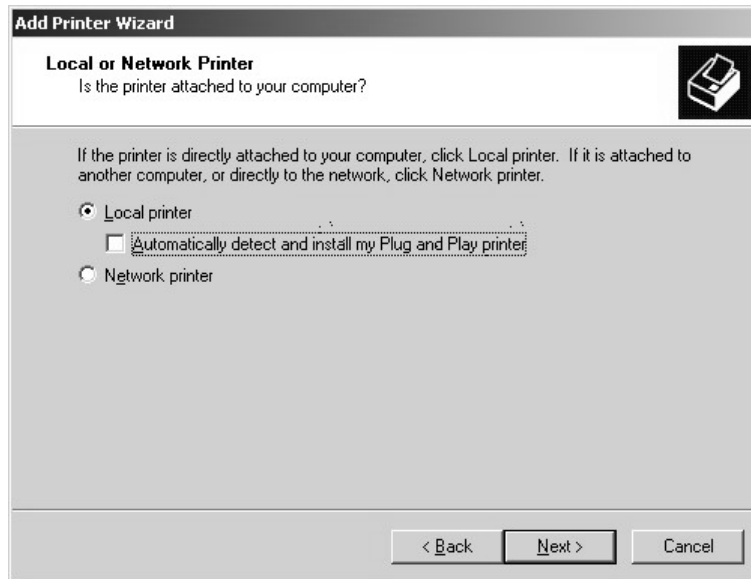 Add Printer Wizard
Local or Network Printer
Is the printer attached to your computer?
If the printer is directly attached to your computer, click Local printer.  If it is attached to
another computer, or directly to the network, click Network printer.
Local printer
Automatically detect and install my Plug and Play printer
Network printer
< Back
Next >
Cancel